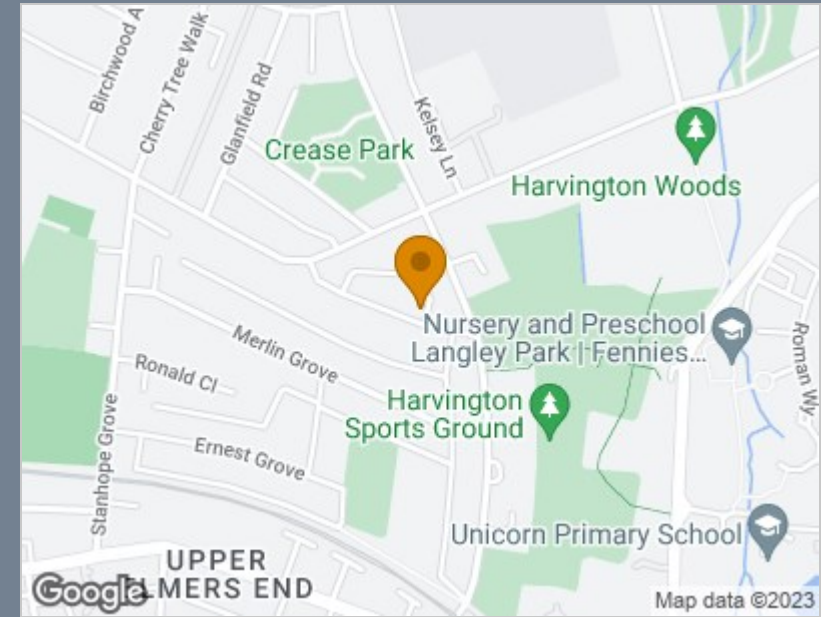 Birchwood A
Cherry Tree Walk
Glanfield Rd
Kelsey Ln
Crease Park
Harvington Woods
Nursery and Preschool
Langley Park | Fennies...
Roman Wy
Merlin Grove
Ronald Cl
Harvington
Sports Ground
Stanhope Grove
Ernest Grove
Unicorn Primary School
UPPER
ELMERS END
Google
Map data ©2023